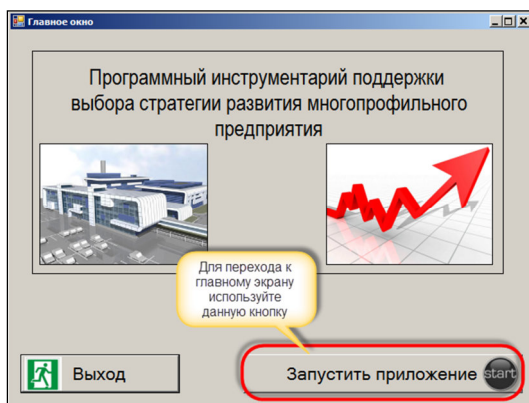 Главное окно
Программный инструментарий поддержки
выбора стратегии развития многопрофильного
предприятия
Для перехода к
главному экрану
используйте
данную кнопку
Выход
Запустить приложение
start